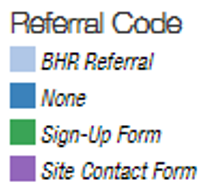 Referral Code
BHR Referral
None
Sign-Up Form
Site Contact Form